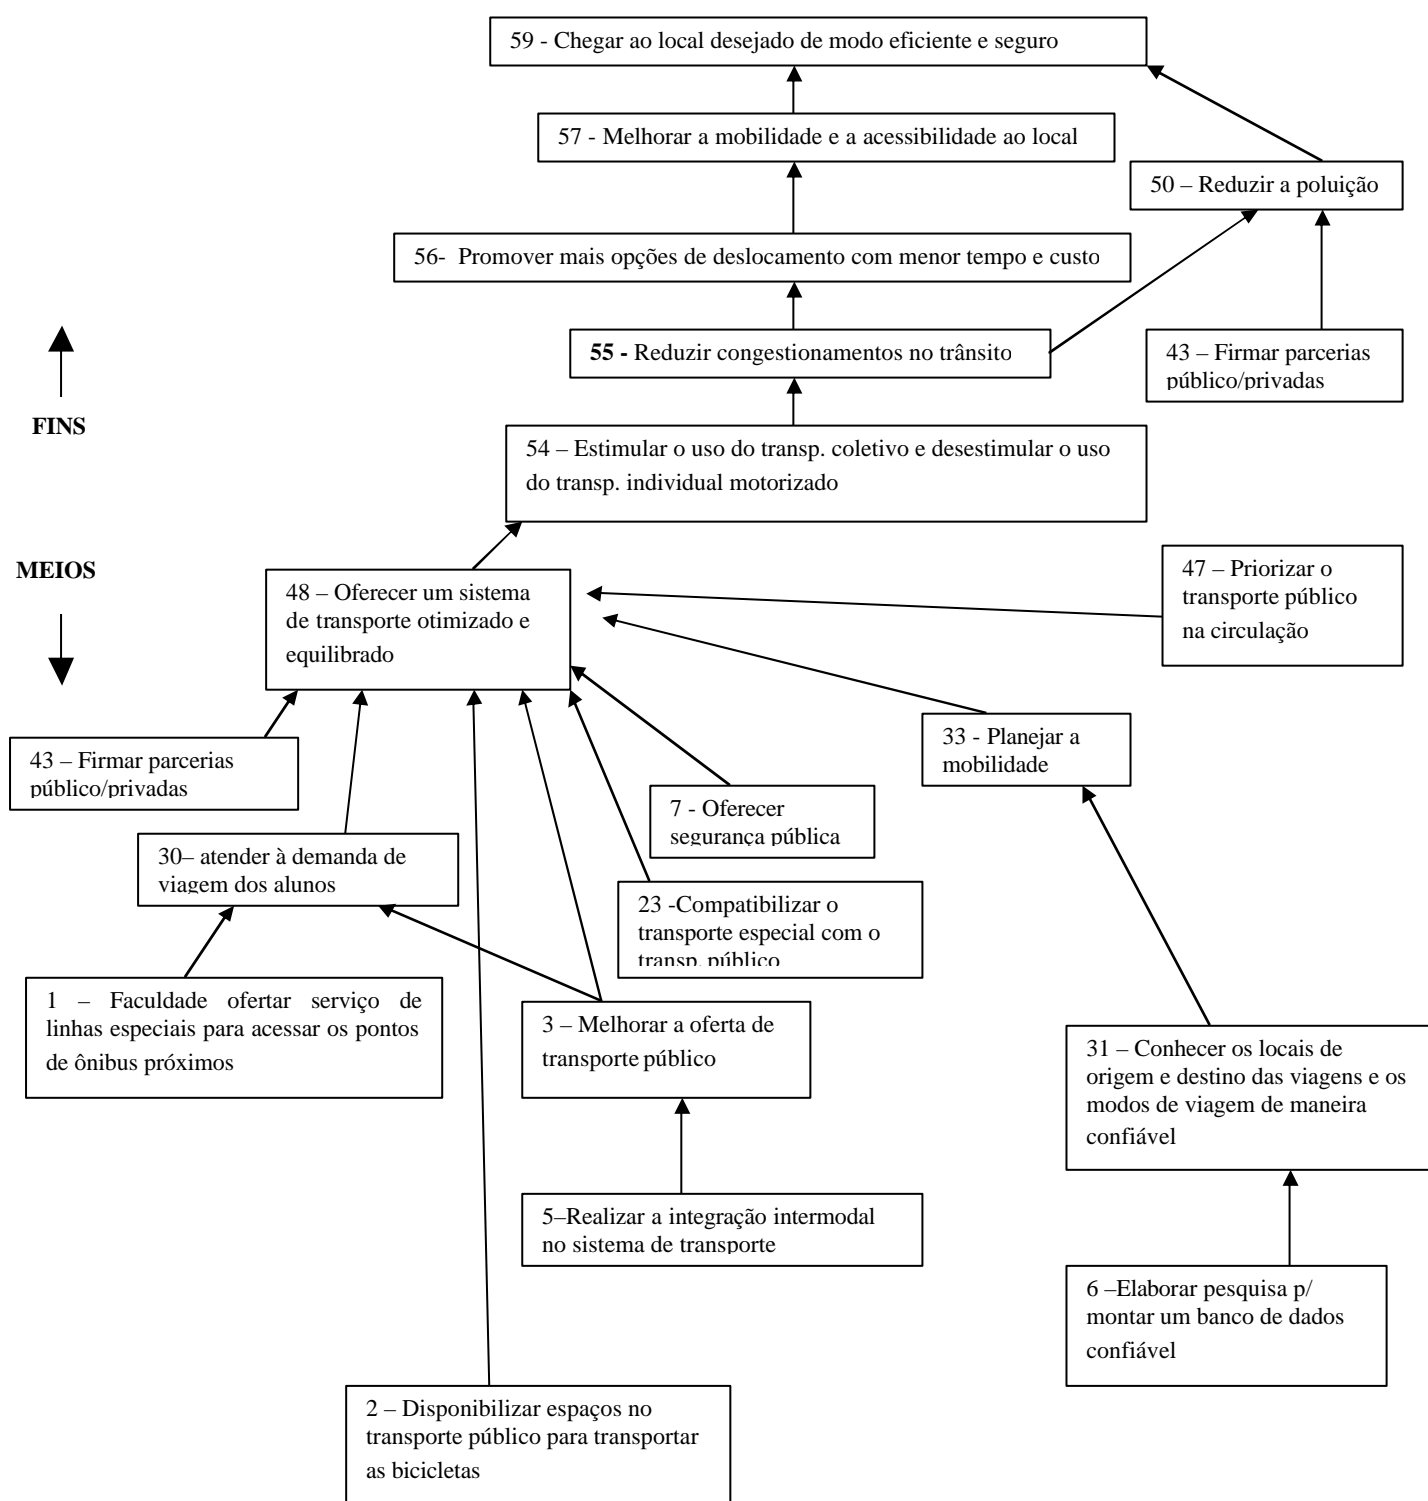 59 - Chegar ao local desejado de modo eficiente e seguro
57 - Melhorar a mobilidade e a acessibilidade ao local
50 – Reduzir a poluição
56- Promover mais opções de deslocamento com menor tempo e custo
55 - Reduzir congestionamentos no trânsito
43 – Firmar parcerias
público/privadas
FINS
54 – Estimular o uso do transp. coletivo e desestimular o uso
do transp. individual motorizado
MEIOS
48 – Oferecer um sistema
de transporte otimizado e
equilibrado
47 – Priorizar o
transporte público
na circulação
43 – Firmar parcerias
público/privadas
33 - Planejar a
mobilidade
7 - Oferecer
segurança pública
30– atender à demanda de
viagem dos alunos
23 -Compatibilizar o
transporte especial com o
transp. público
1 – Faculdade ofertar serviço de
linhas especiais para acessar os pontos
de ônibus próximos
3 – Melhorar a oferta de
transporte público
31 – Conhecer os locais de
origem e destino das viagens e os
modos de viagem de maneira
confiável
5–Realizar a integração intermodal
no sistema de transporte
6 –Elaborar pesquisa p/
montar um banco de dados
confiável
2 – Disponibilizar espaços no
transporte público para transportar
as bicicletas